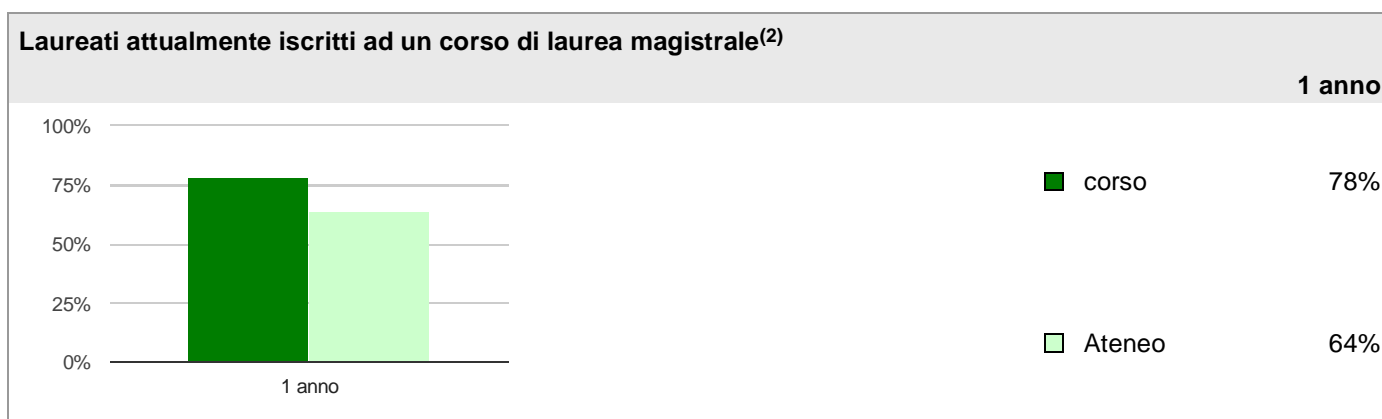 Laureati attualmente iscritti ad un corso di laurea magistrale(2)
1 anno
100%
75%
50%
25%
0%
1 anno
corso 78%
Ateneo 64%